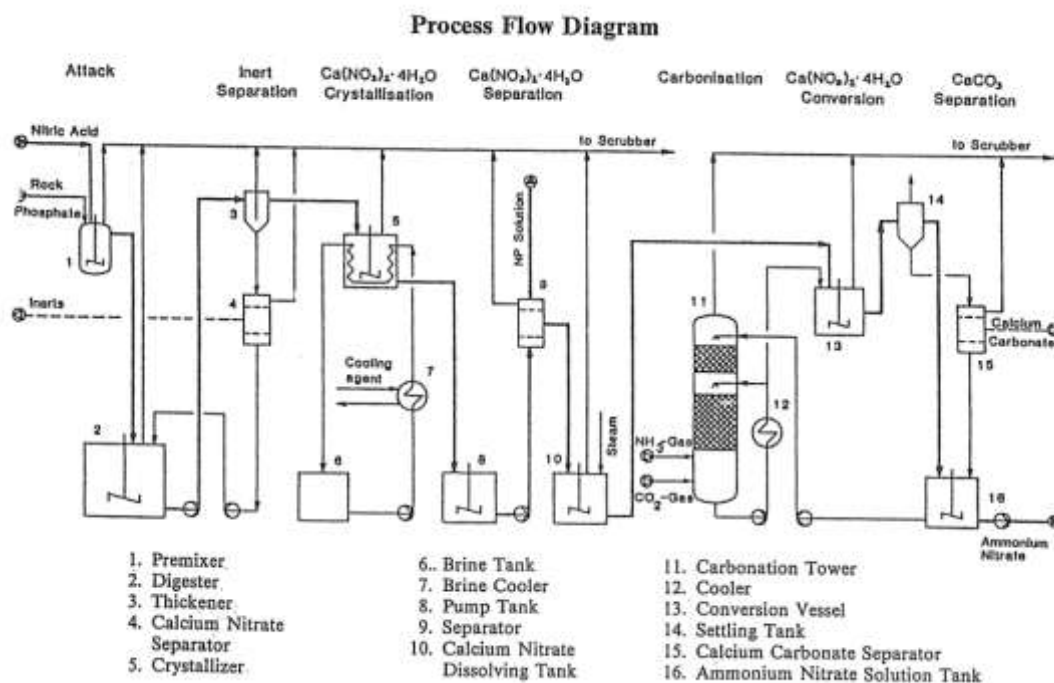 Process Flow Diagram
Attack
Inert
Separation
Ca(NO₃)₂·4H₂O
Crystallisation
Ca(NO₃)₂·4H₂O
Separation
Carbonisation
Ca(NO₃)₂·4H₂O
Conversion
CaCO₃
Separation
Nitric Acid
to Scrubber
to Scrubber
Rock
Phosphate
1
3
5
NP Solution
14
Inerts
4
9
11
13
Calcium
Carbonate
15
Cooling
agent
7
12
2
6
8
10
Steam
NH₃-Gas
CO₂-Gas
16
Ammonium
Nitrate
1. Premixer
2. Digester
3. Thickener
4. Calcium Nitrate
Separator
5. Crystallizer
6.. Brine Tank
7. Brine Cooler
8. Pump Tank
9. Separator
10. Calcium Nitrate
Dissolving Tank
11. Carbonation Tower
12. Cooler
13. Conversion Vessel
14. Settling Tank
15. Calcium Carbonate Separator
16. Ammonium Nitrate Solution Tank